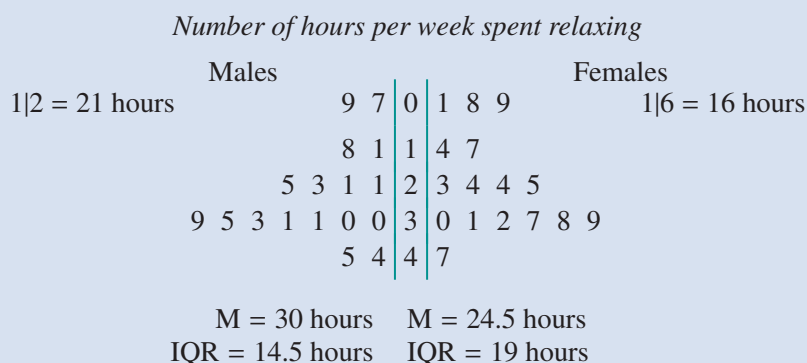 Number of hours per week spent relaxing
Males Females
1|2 = 21 hours 9 7 0 1 8 9 1|6 = 16 hours
8 1 1 4 7
5 3 1 1 2 3 4 4 5
9 5 3 1 1 0 0 3 0 1 2 7 8 9
5 4 4 7
M = 30 hours M = 24.5 hours
IQR = 14.5 hours IQR = 19 hours